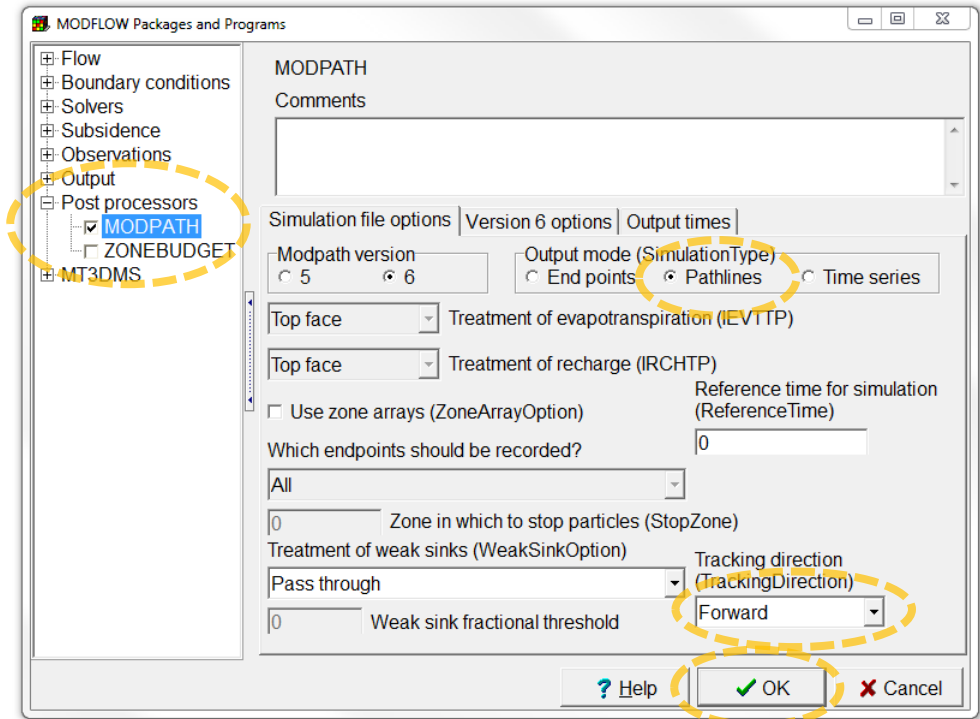 MODFLOW Packages and Programs
Flow
Boundary conditions
Solvers
Subsidence
Observations
Output
Post processors
MODPATH
ZONEBUDGET
MT3DMS
MODPATH
Comments
Simulation file options Version 6 options Output times
Modpath version Output mode (SimulationType)
5 6 End points Pathlines Time series
Top face Treatment of evapotranspiration (IEVTTP)
Top face Treatment of recharge (IRCHTP)
Reference time for simulation
Use zone arrays (ZoneArrayOption) (ReferenceTime)
0
Which endpoints should be recorded?
All
0 Zone in which to stop particles (StopZone)
Treatment of weak sinks (WeakSinkOption) Tracking direction
Pass through (TrackingDirection)
Forward
0 Weak sink fractional threshold
? Help OK Cancel